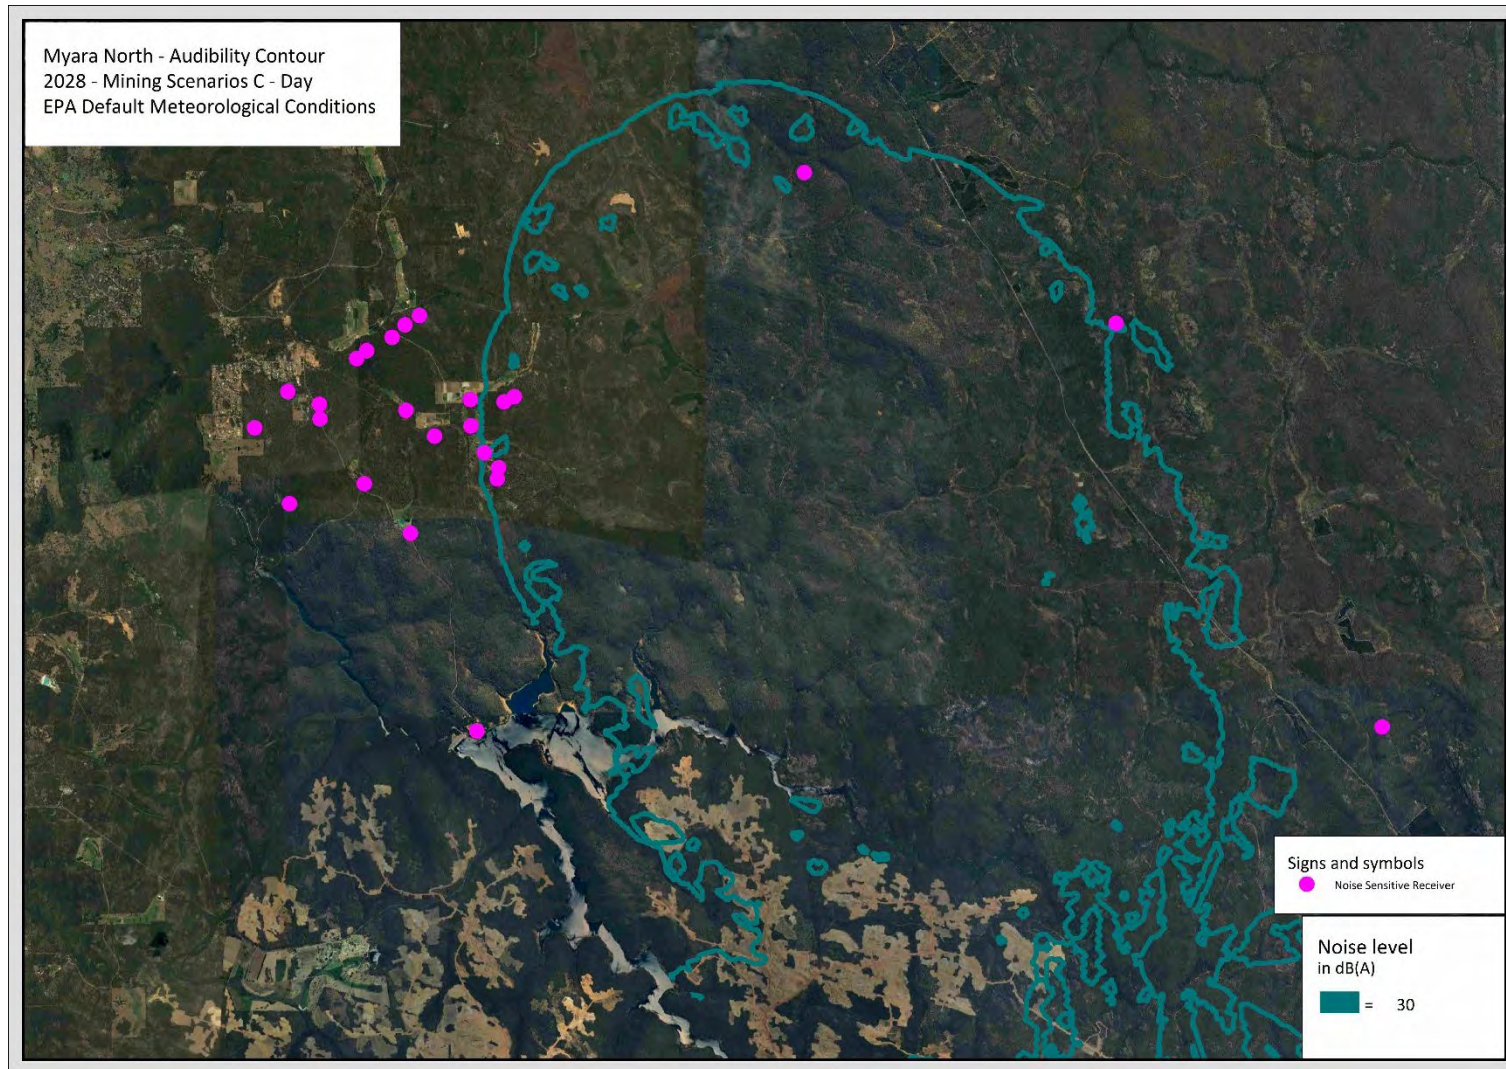 Myara North - Audibility Contour
2028 - Mining Scenarios C - Day
EPA Default Meteorological Conditions
Signs and symbols
Noise Sensitive Receiver
Noise level
in dB(A)
= 30